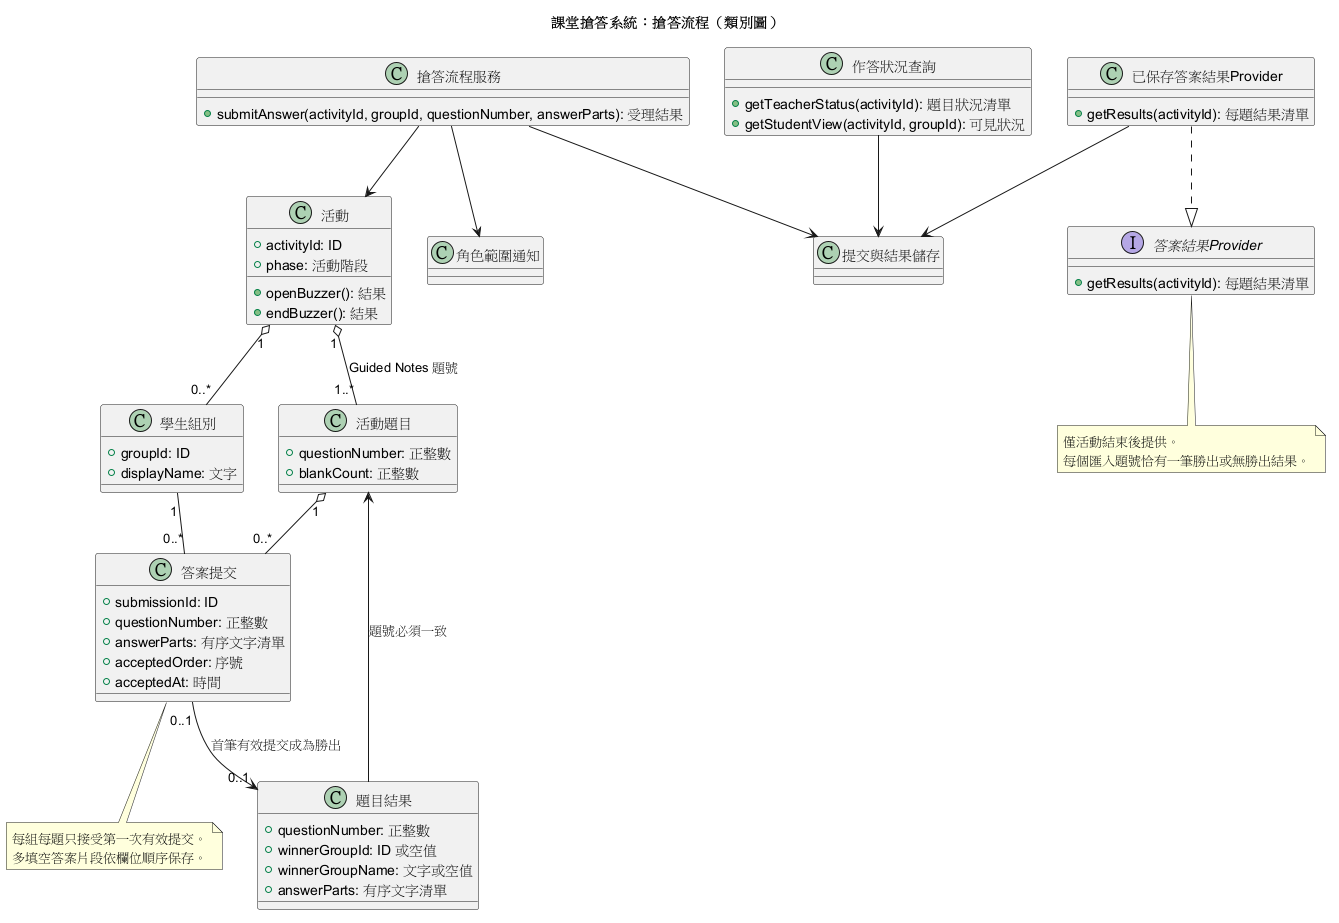 課堂搶答系統：搶答流程（類別圖）
C 搶答流程服務
submitAnswer(activityId, groupId, questionNumber, answerParts): 受理結果
C 作答狀況查詢
getTeacherStatus(activityId): 題目狀況清單
getStudentView(activityId, groupId): 可見狀況
C 已保存答案結果Provider
getResults(activityId): 每題結果清單
C 活動
activityId: ID
phase: 活動階段
openBuzzer(): 結果
endBuzzer(): 結果
C 角色範圍通知
C 提交與結果儲存
I 答案結果Provider
getResults(activityId): 每題結果清單
1
1
Guided Notes 題號
0..*
1..*
C 學生組別
groupId: ID
displayName: 文字
C 活動題目
questionNumber: 正整數
blankCount: 正整數
僅活動結束後提供。
每個匯入題號恰有一筆勝出或無勝出結果。
1
1
0..*
0..*
C 答案提交
submissionId: ID
questionNumber: 正整數
answerParts: 有序文字清單
acceptedOrder: 序號
acceptedAt: 時間
題號必須一致
0..1
首筆有效提交成為勝出
0..1
每組每題只接受第一次有效提交。
多填空答案片段依欄位順序保存。
C 題目結果
questionNumber: 正整數
winnerGroupId: ID 或空值
winnerGroupName: 文字或空值
answerParts: 有序文字清單